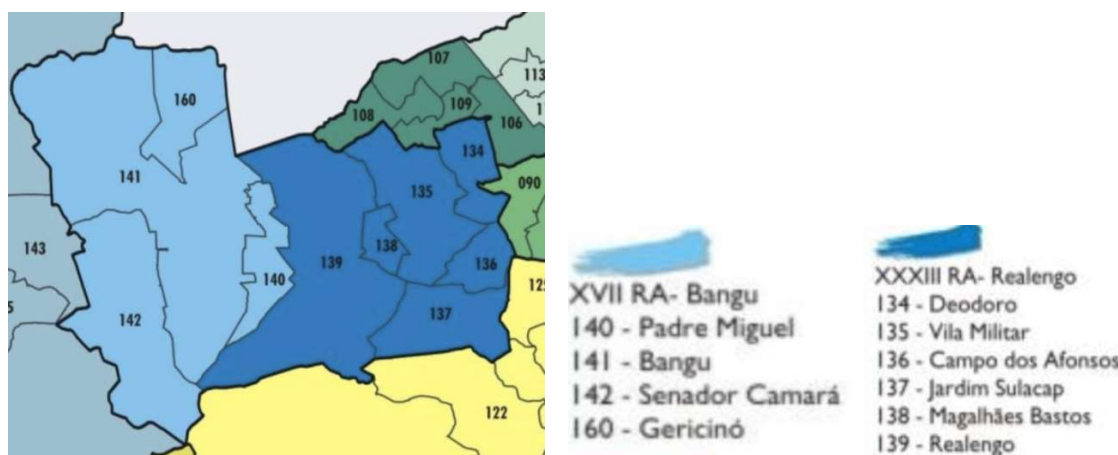 107
113
160
109
108
106
134
141
135
090
143
138
139
140
136
125
142
137
122
XVII RA- Bangu
140 - Padre Miguel
141 - Bangu
142 - Senador Camará
160 - Gericinó
XXXIII RA- Realengo
134 - Deodoro
135 - Vila Militar
136 - Campo dos Afonsos
137 - Jardim Sulacap
138 - Magalhães Bastos
139 - Realengo